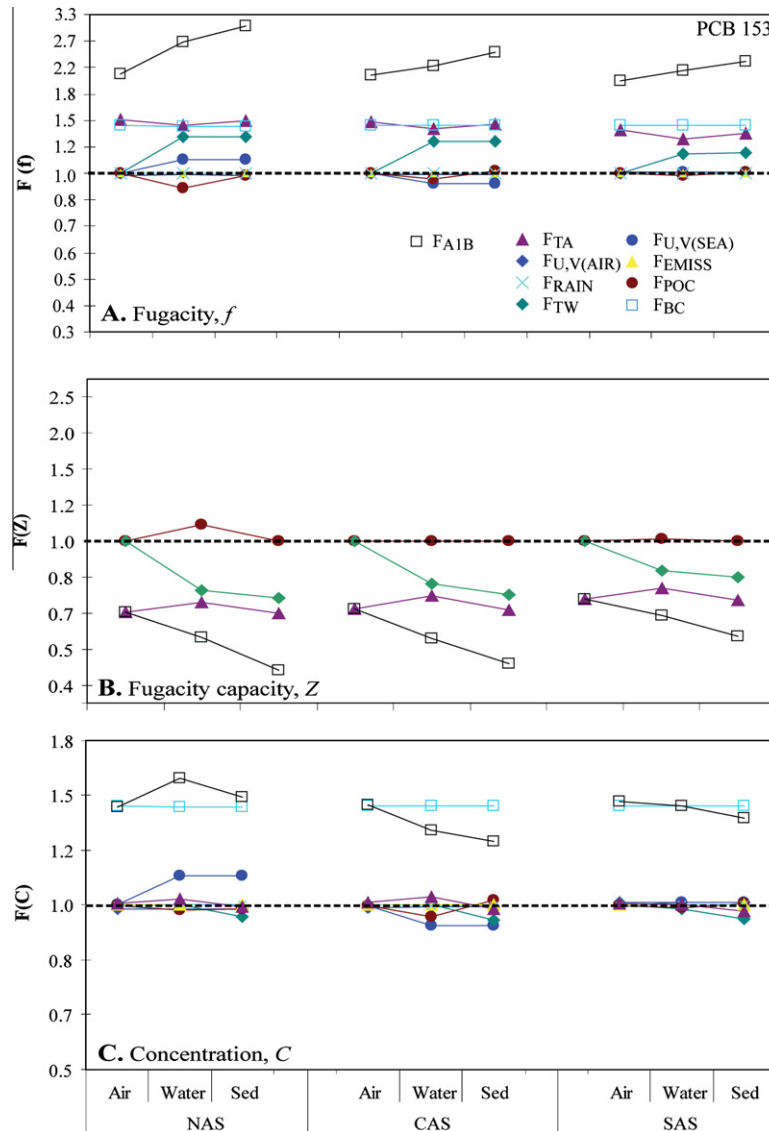 PCB 153
3.3
2.7
2.2
1.8
1.5
1.2
1.0
0.8
0.7
0.6
0.5
0.4
0.3
F (f)
F_A1B
F_TA
F_U,V(SEA)
F_U,V(AIR)
F_EMISS
F_RAIN
F_POC
F_TW
F_BC
A. Fugacity, f
2.5
2.0
1.5
1.2
1.0
0.8
0.7
0.5
0.4
F(Z)
B. Fugacity capacity, Z
1.8
1.5
1.2
1.0
0.8
0.7
0.5
F(C)
C. Concentration, C
Air Water Sed Air Water Sed Air Water Sed
NAS CAS SAS